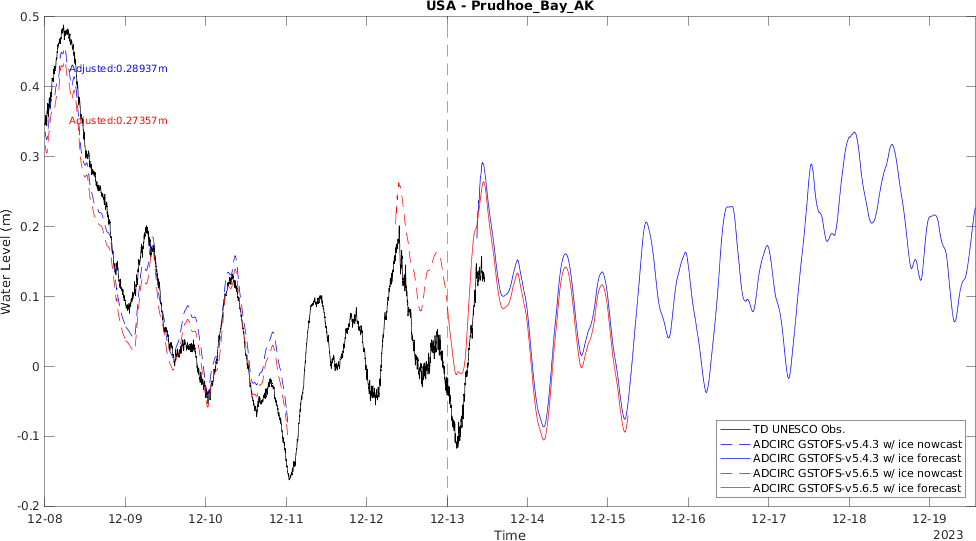 USA - Prudhoe_Bay_AK
0.5
0.4
0.3
0.2
0.1
0
-0.1
-0.2
Water Level (m)
Adjusted:0.28937m
Adjusted:0.27357m
TD UNESCO Obs.
ADCIRC GSTOFS-v5.4.3 w/ ice nowcast
ADCIRC GSTOFS-v5.4.3 w/ ice forecast
ADCIRC GSTOFS-v5.6.5 w/ ice nowcast
ADCIRC GSTOFS-v5.6.5 w/ ice forecast
12-08 12-09 12-10 12-11 12-12 12-13 12-14 12-15 12-16 12-17 12-18 12-19
Time
2023